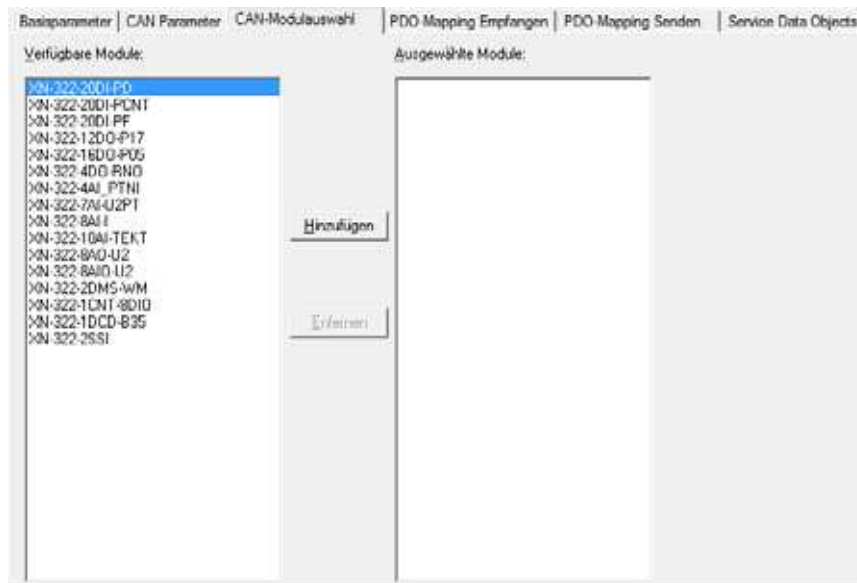 Basisparameter | CAN Parameter | CAN-Modulauswahl | PDO Mapping Empfangen | PDO-Mapping Senden | Service Data Objects
Verfügbare Module:
Ausgewählte Module:
XN-322-20DI-PD
XN-322-20DI-PCNT
XN-322-20DI-PF
XN-322-12DO-P17
XN-322-16DO-P05
XN-322-4DO-RNO
XN-322-4AI_PTNI
XN-322-7AI-U2PT
XN-322-8AI-I
XN-322-10AI-TEKT
XN-322-8AO-U2
XN-322-8AIO-U2
XN-322-2DMS-WM
XN-322-1CNT-8DIO
XN-322-1DCD-B35
XN-322-2SSI
Hinzufügen
Entfernen